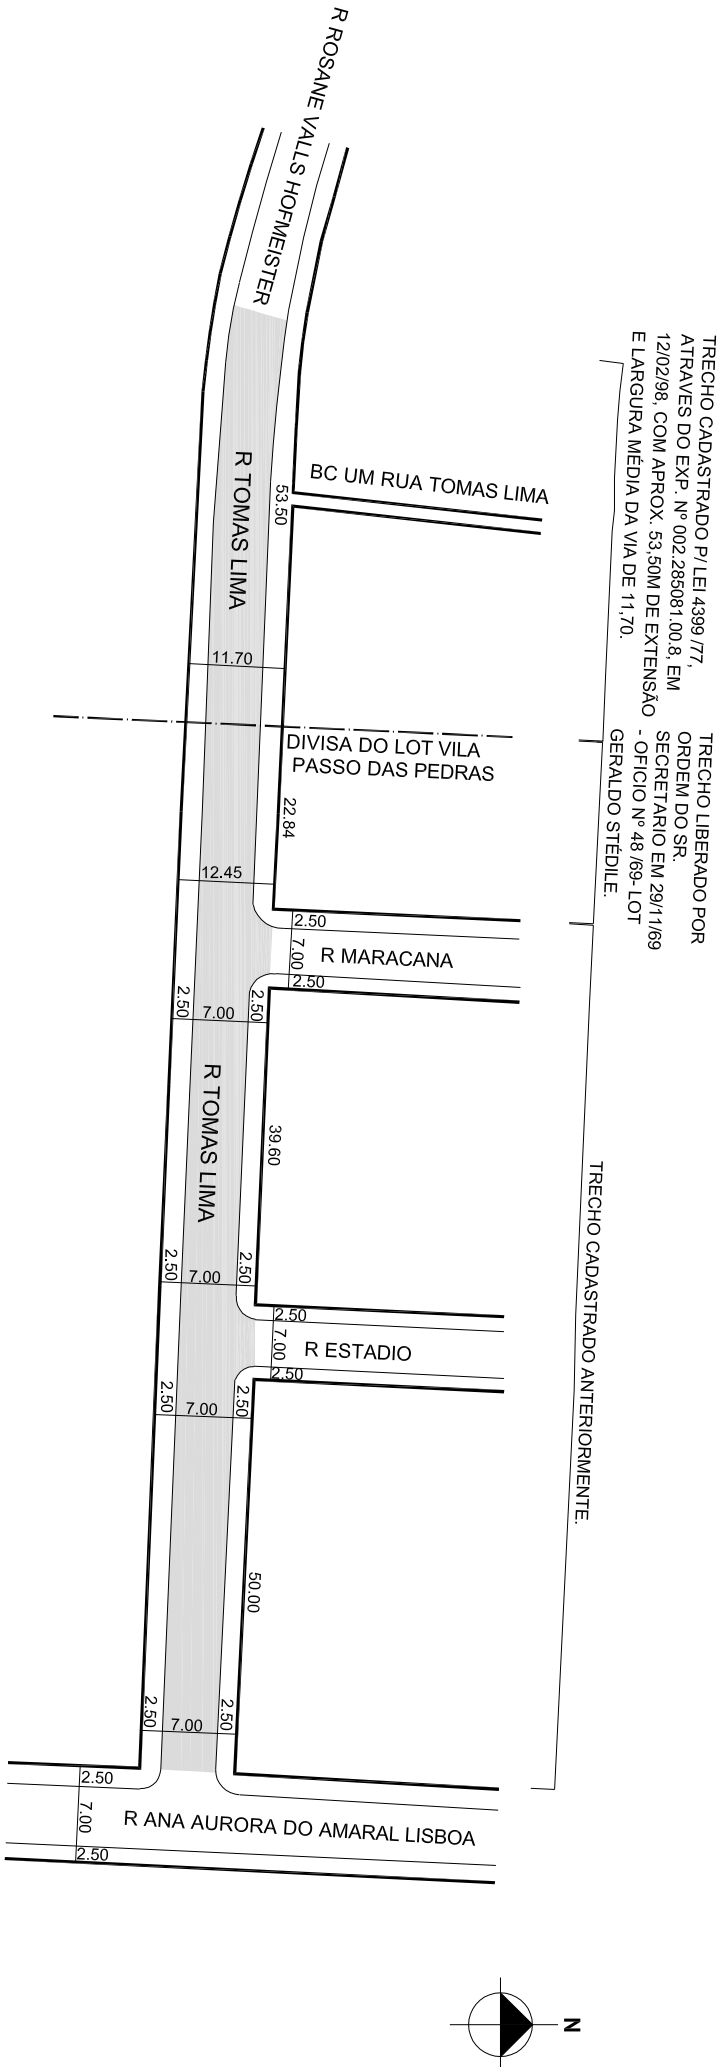 R ROSANE VALLS HOFMEISTER
TRECHO CADASTRADO P/ LEI 4399 /77,
ATRAVES DO EXP. Nº 002.285081.00.8, EM
12/02/98, COM APROX. 53,50M DE EXTENSÃO
E LARGURA MÉDIA DA VIA DE 11,70.
BC UM RUA TOMAS LIMA
53.50
R TOMAS LIMA
11.70
TRECHO LIBERADO POR
ORDEM DO SR.
SECRETARIO EM 29/11/69
- OFICIO Nº 48 /69- LOT
GERALDO STÉDILE.
DIVISA DO LOT VILA
PASSO DAS PEDRAS
22.84
12.45
2.50
7.00
2.50
R MARACANA
2.50
7.00
2.50
R TOMAS LIMA
39.60
TRECHO CADASTRADO ANTERIORMENTE.
2.50
7.00
2.50
2.50
7.00
2.50
R ESTADIO
2.50
7.00
2.50
50.00
2.50
7.00
2.50
2.50
7.00
2.50
R ANA AURORA DO AMARAL LISBOA
N